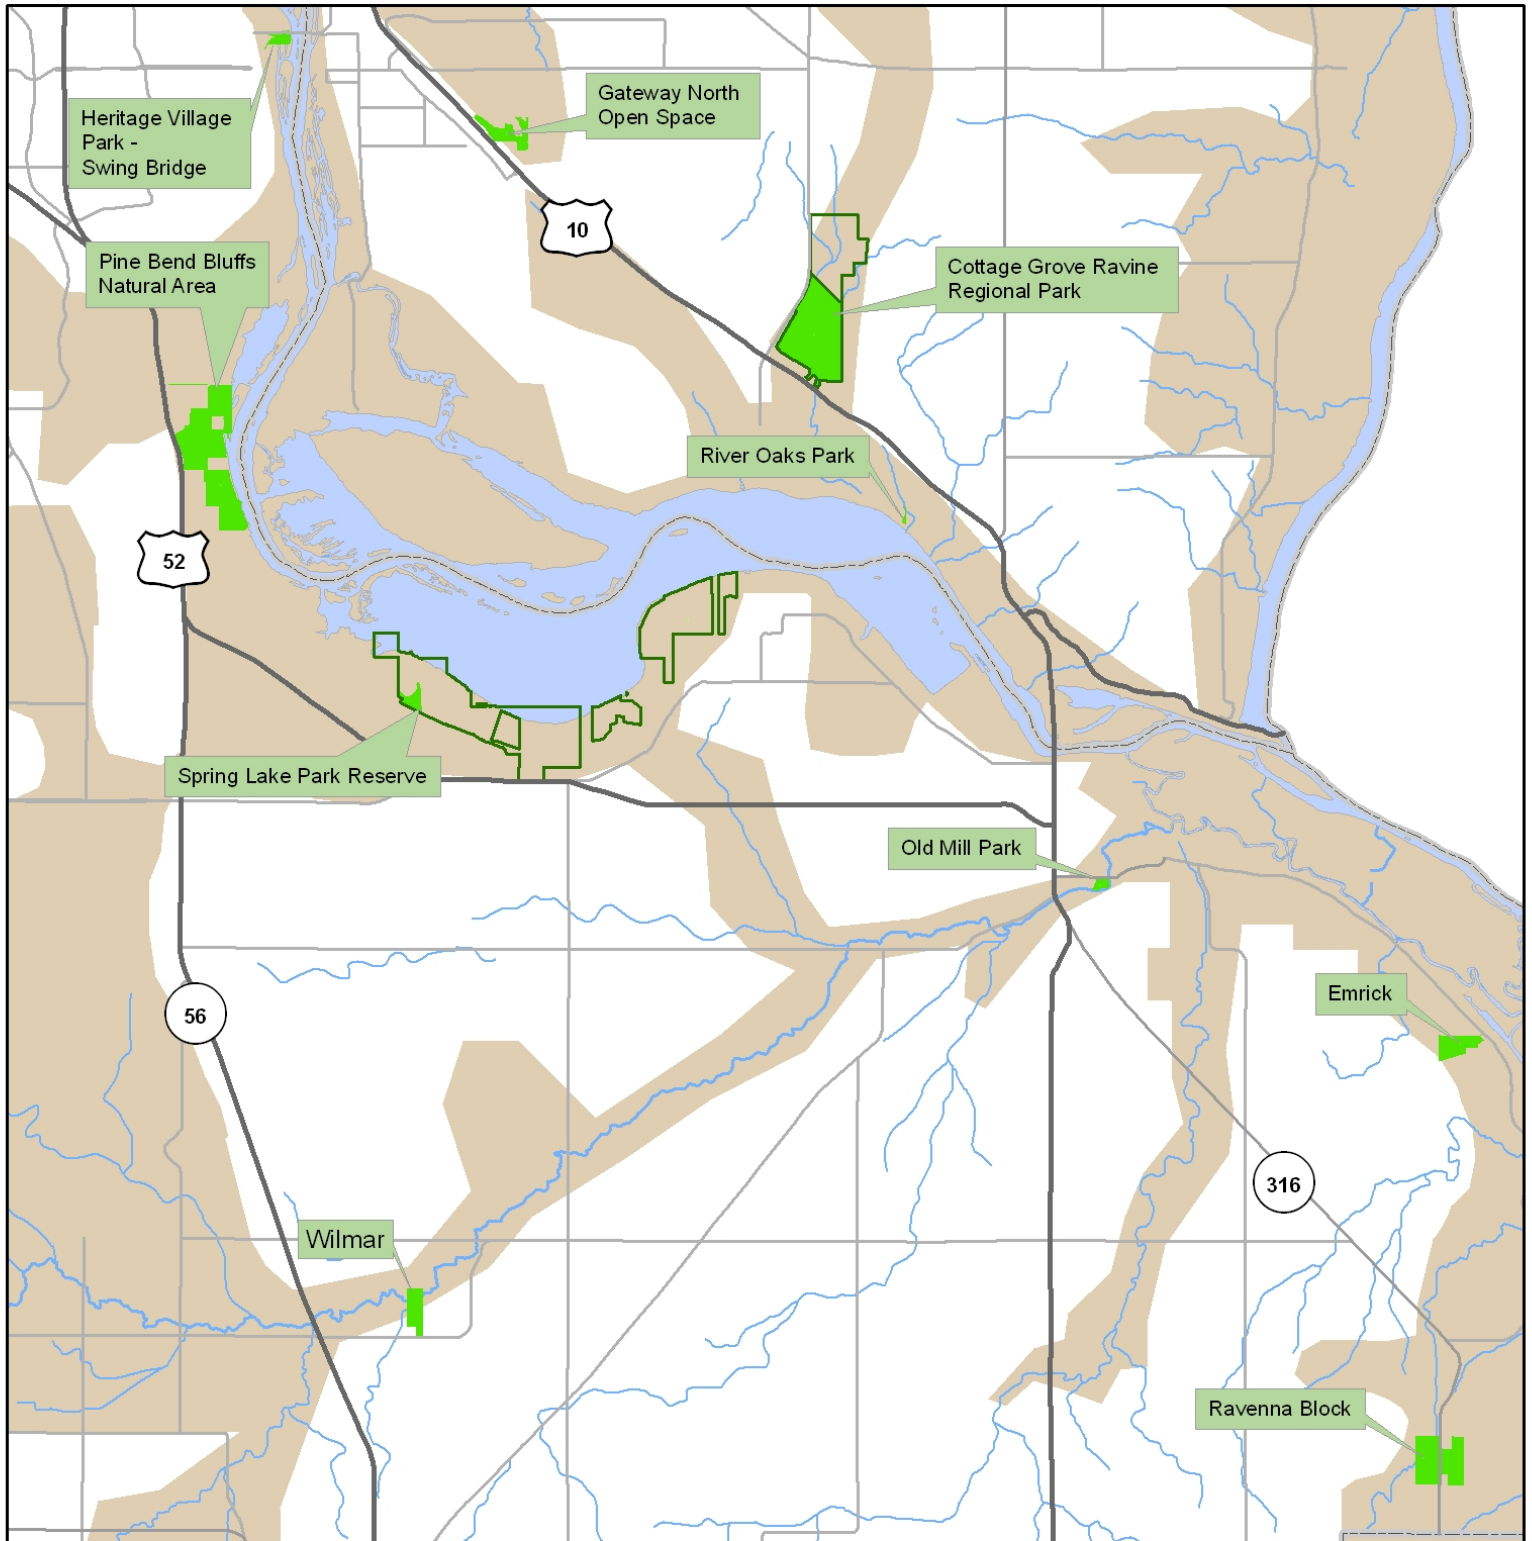 Heritage Village
Park -
Swing Bridge
Gateway North
Open Space
10
Pine Bend Bluffs
Natural Area
Cottage Grove Ravine
Regional Park
River Oaks Park
52
Spring Lake Park Reserve
Old Mill Park
Emrick
56
316
Wilmar
Ravenna Block